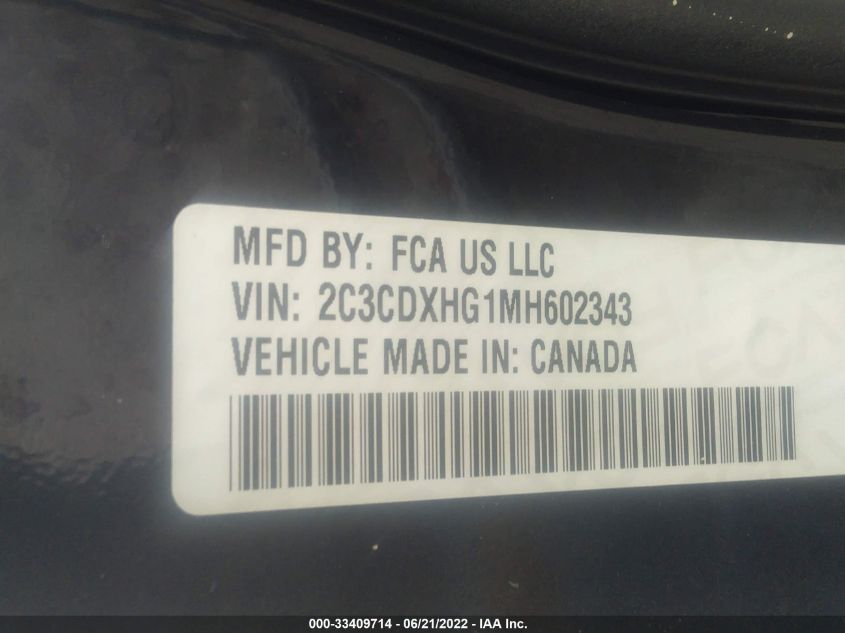 MFD BY: FCA US LLC
VIN: 2C3CDXHG1MH602343
VEHICLE MADE IN: CANADA
000-33409714 - 06/21/2022 - IAA Inc.